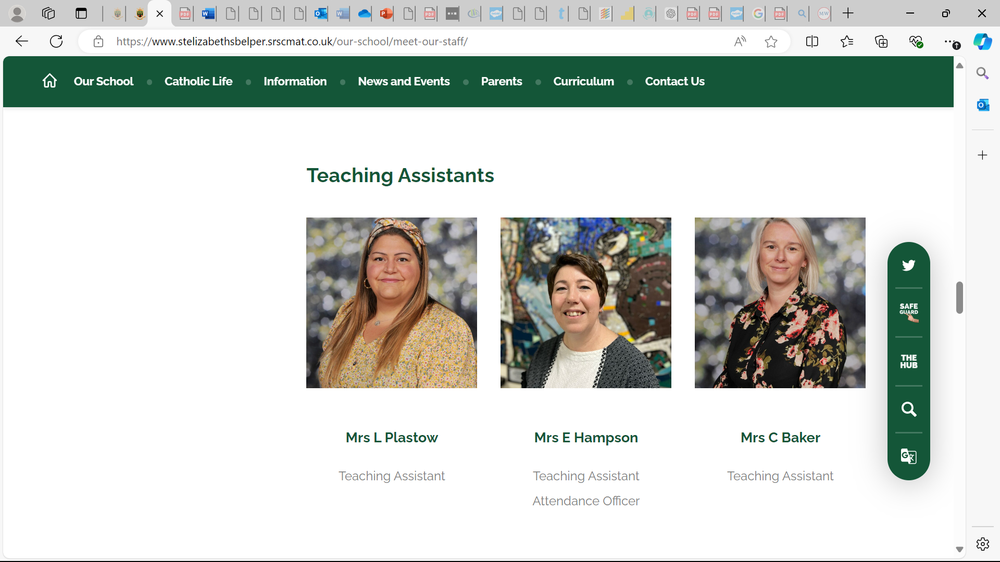 https://www.stelizabethsbelper.srscmat.co.uk/our-school/meet-our-staff/
Our School
Catholic Life
Information
News and Events
Parents
Curriculum
Contact Us
Teaching Assistants
SAFE
GUARD
THE
HUB
Mrs L Plastow
Mrs E Hampson
Mrs C Baker
Teaching Assistant
Teaching Assistant
Teaching Assistant
Attendance Officer